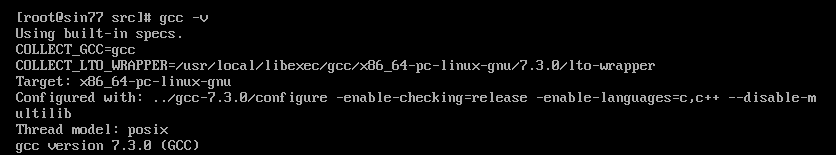 [root@sin77 src]# gcc -v
Using built-in specs.
COLLECT_GCC=gcc
COLLECT_LTO_WRAPPER=/usr/local/libexec/gcc/x86_64-pc-linux-gnu/7.3.0/lto-wrapper
Target: x86_64-pc-linux-gnu
Configured with: ../gcc-7.3.0/configure -enable-checking=release -enable-languages=c,c++ --disable-m
ultilib
Thread model: posix
gcc version 7.3.0 (GCC)